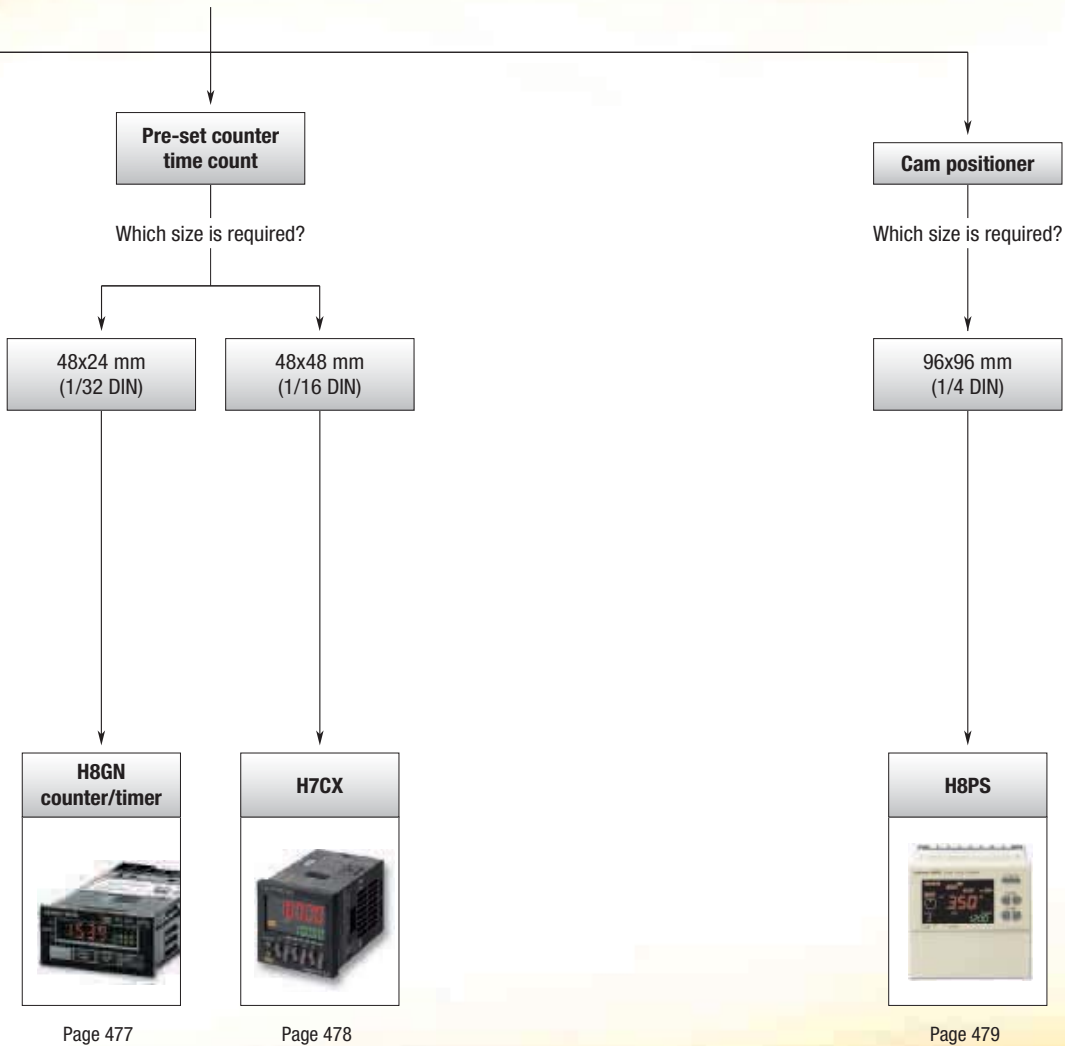 Pre-set counter
time count
Cam positioner
Which size is required?
Which size is required?
48x24 mm
(1/32 DIN)
48x48 mm
(1/16 DIN)
96x96 mm
(1/4 DIN)
H8GN
counter/timer
H7CX
H8PS
350
Page 477
Page 478
Page 479